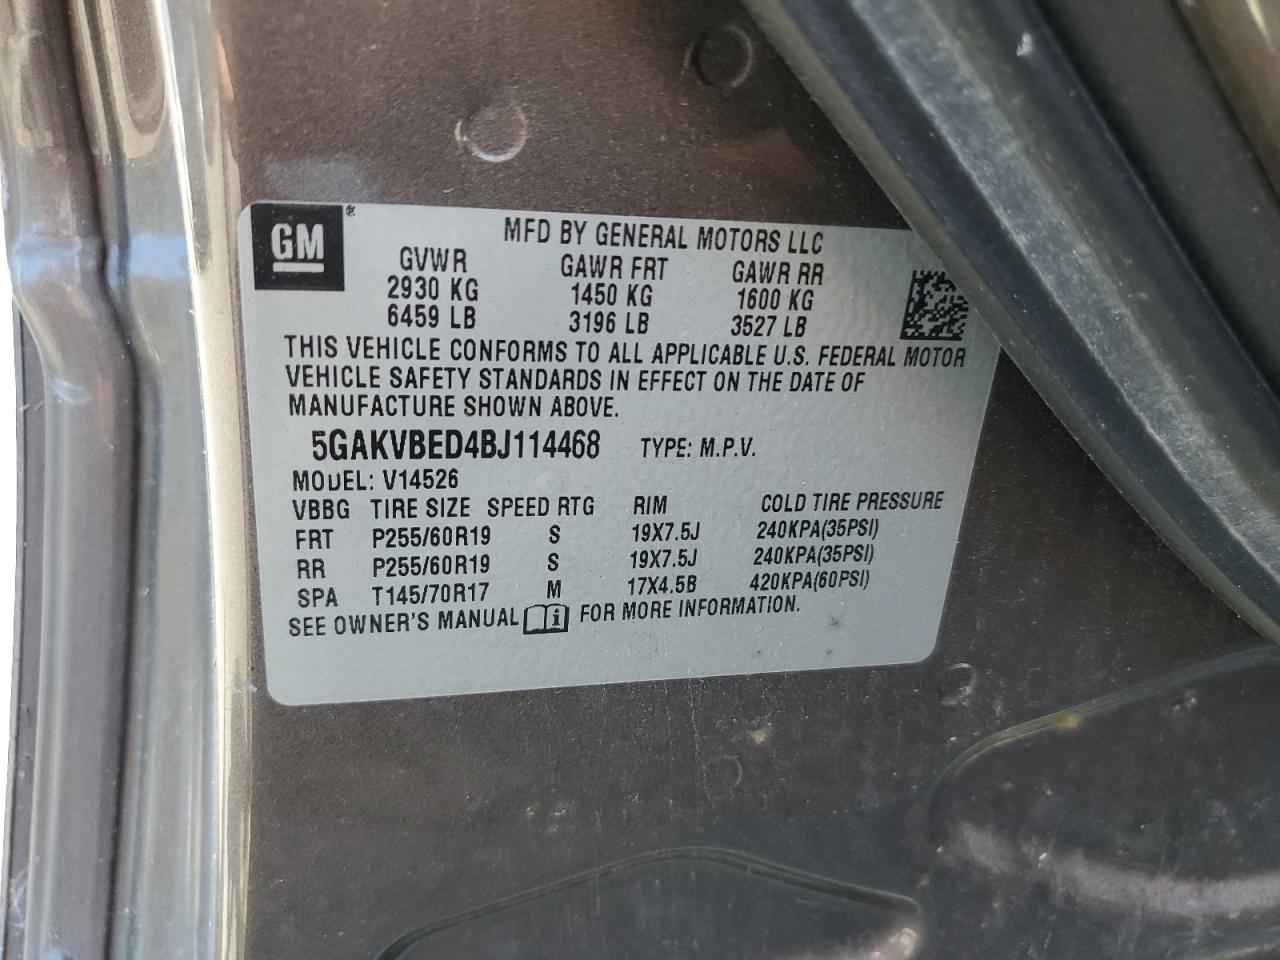 GM®
MFD BY GENERAL MOTORS LLC
GVWR GAWR FRT GAWR RR
2930 KG 1450 KG 1600 KG
6459 LB 3196 LB 3527 LB
THIS VEHICLE CONFORMS TO ALL APPLICABLE U.S. FEDERAL MOTOR
VEHICLE SAFETY STANDARDS IN EFFECT ON THE DATE OF
MANUFACTURE SHOWN ABOVE.
5GAKVBED4BJ114468 TYPE: M.P.V.
MODEL: V14526
VBBG TIRE SIZE SPEED RTG RIM COLD TIRE PRESSURE
FRT P255/60R19 S 19X7.5J 240KPA(35PSI)
RR P255/60R19 S 19X7.5J 240KPA(35PSI)
SPA T145/70R17 M 17X4.5B 420KPA(60PSI)
SEE OWNER'S MANUAL i FOR MORE INFORMATION.